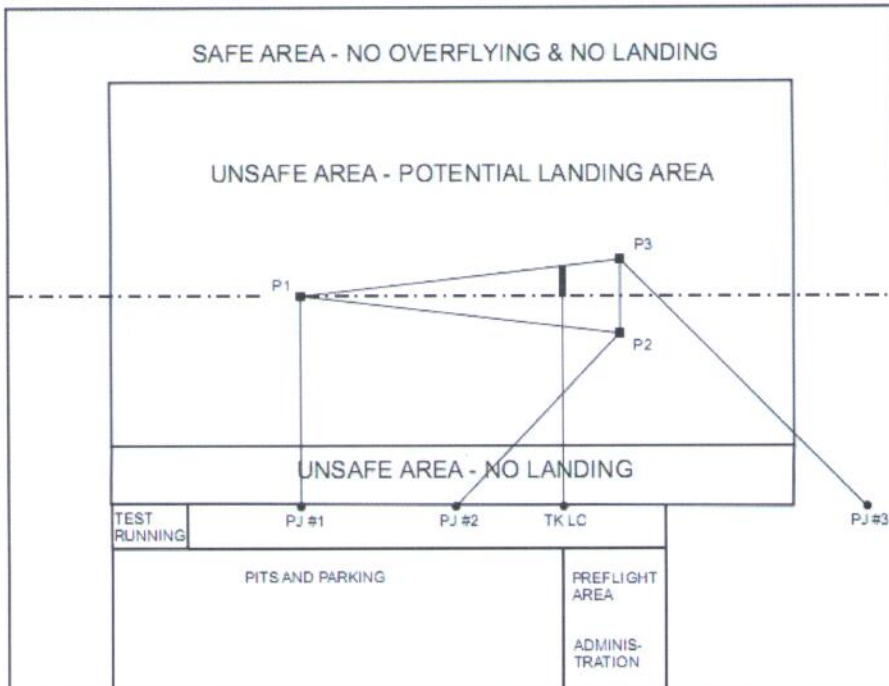 SAFE AREA - NO OVERFLYING & NO LANDING
UNSAFE AREA - POTENTIAL LANDING AREA
P3
P1
P2
UNSAFE AREA - NO LANDING
TEST
RUNNING
PJ #1
PJ #2
TK LC
PJ #3
PITS AND PARKING
PREFLIGHT
AREA
ADMINIS-
TRATION